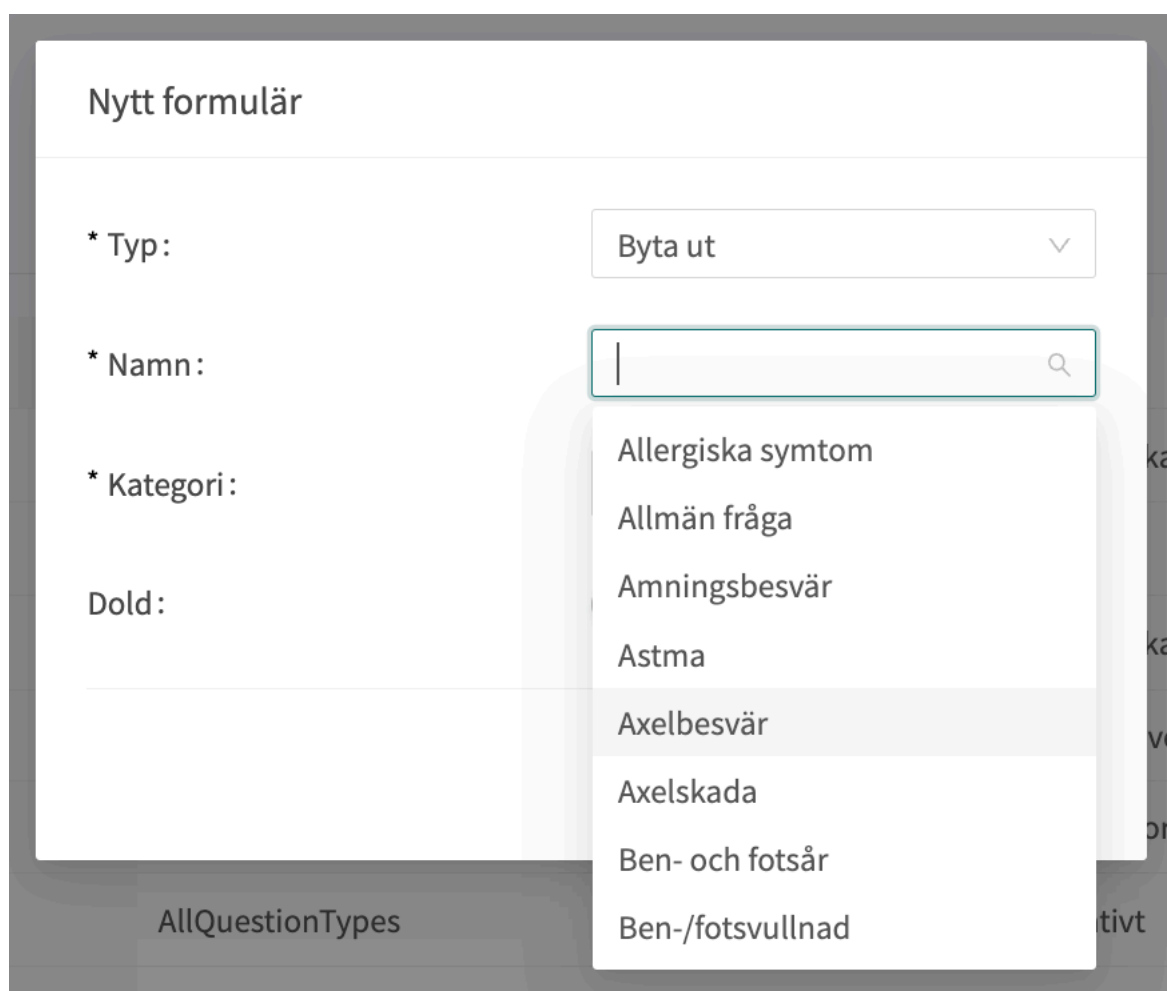 Nytt formulär
* Typ:
Byta ut
* Namn:
Allergiska symtom
Allmän fråga
* Kategori:
Amningsbesvär
Dold:
Astma
Axelbesvär
Axelskada
Ben- och fotsår
AllQuestionTypes
Ben-/fotsvullnad